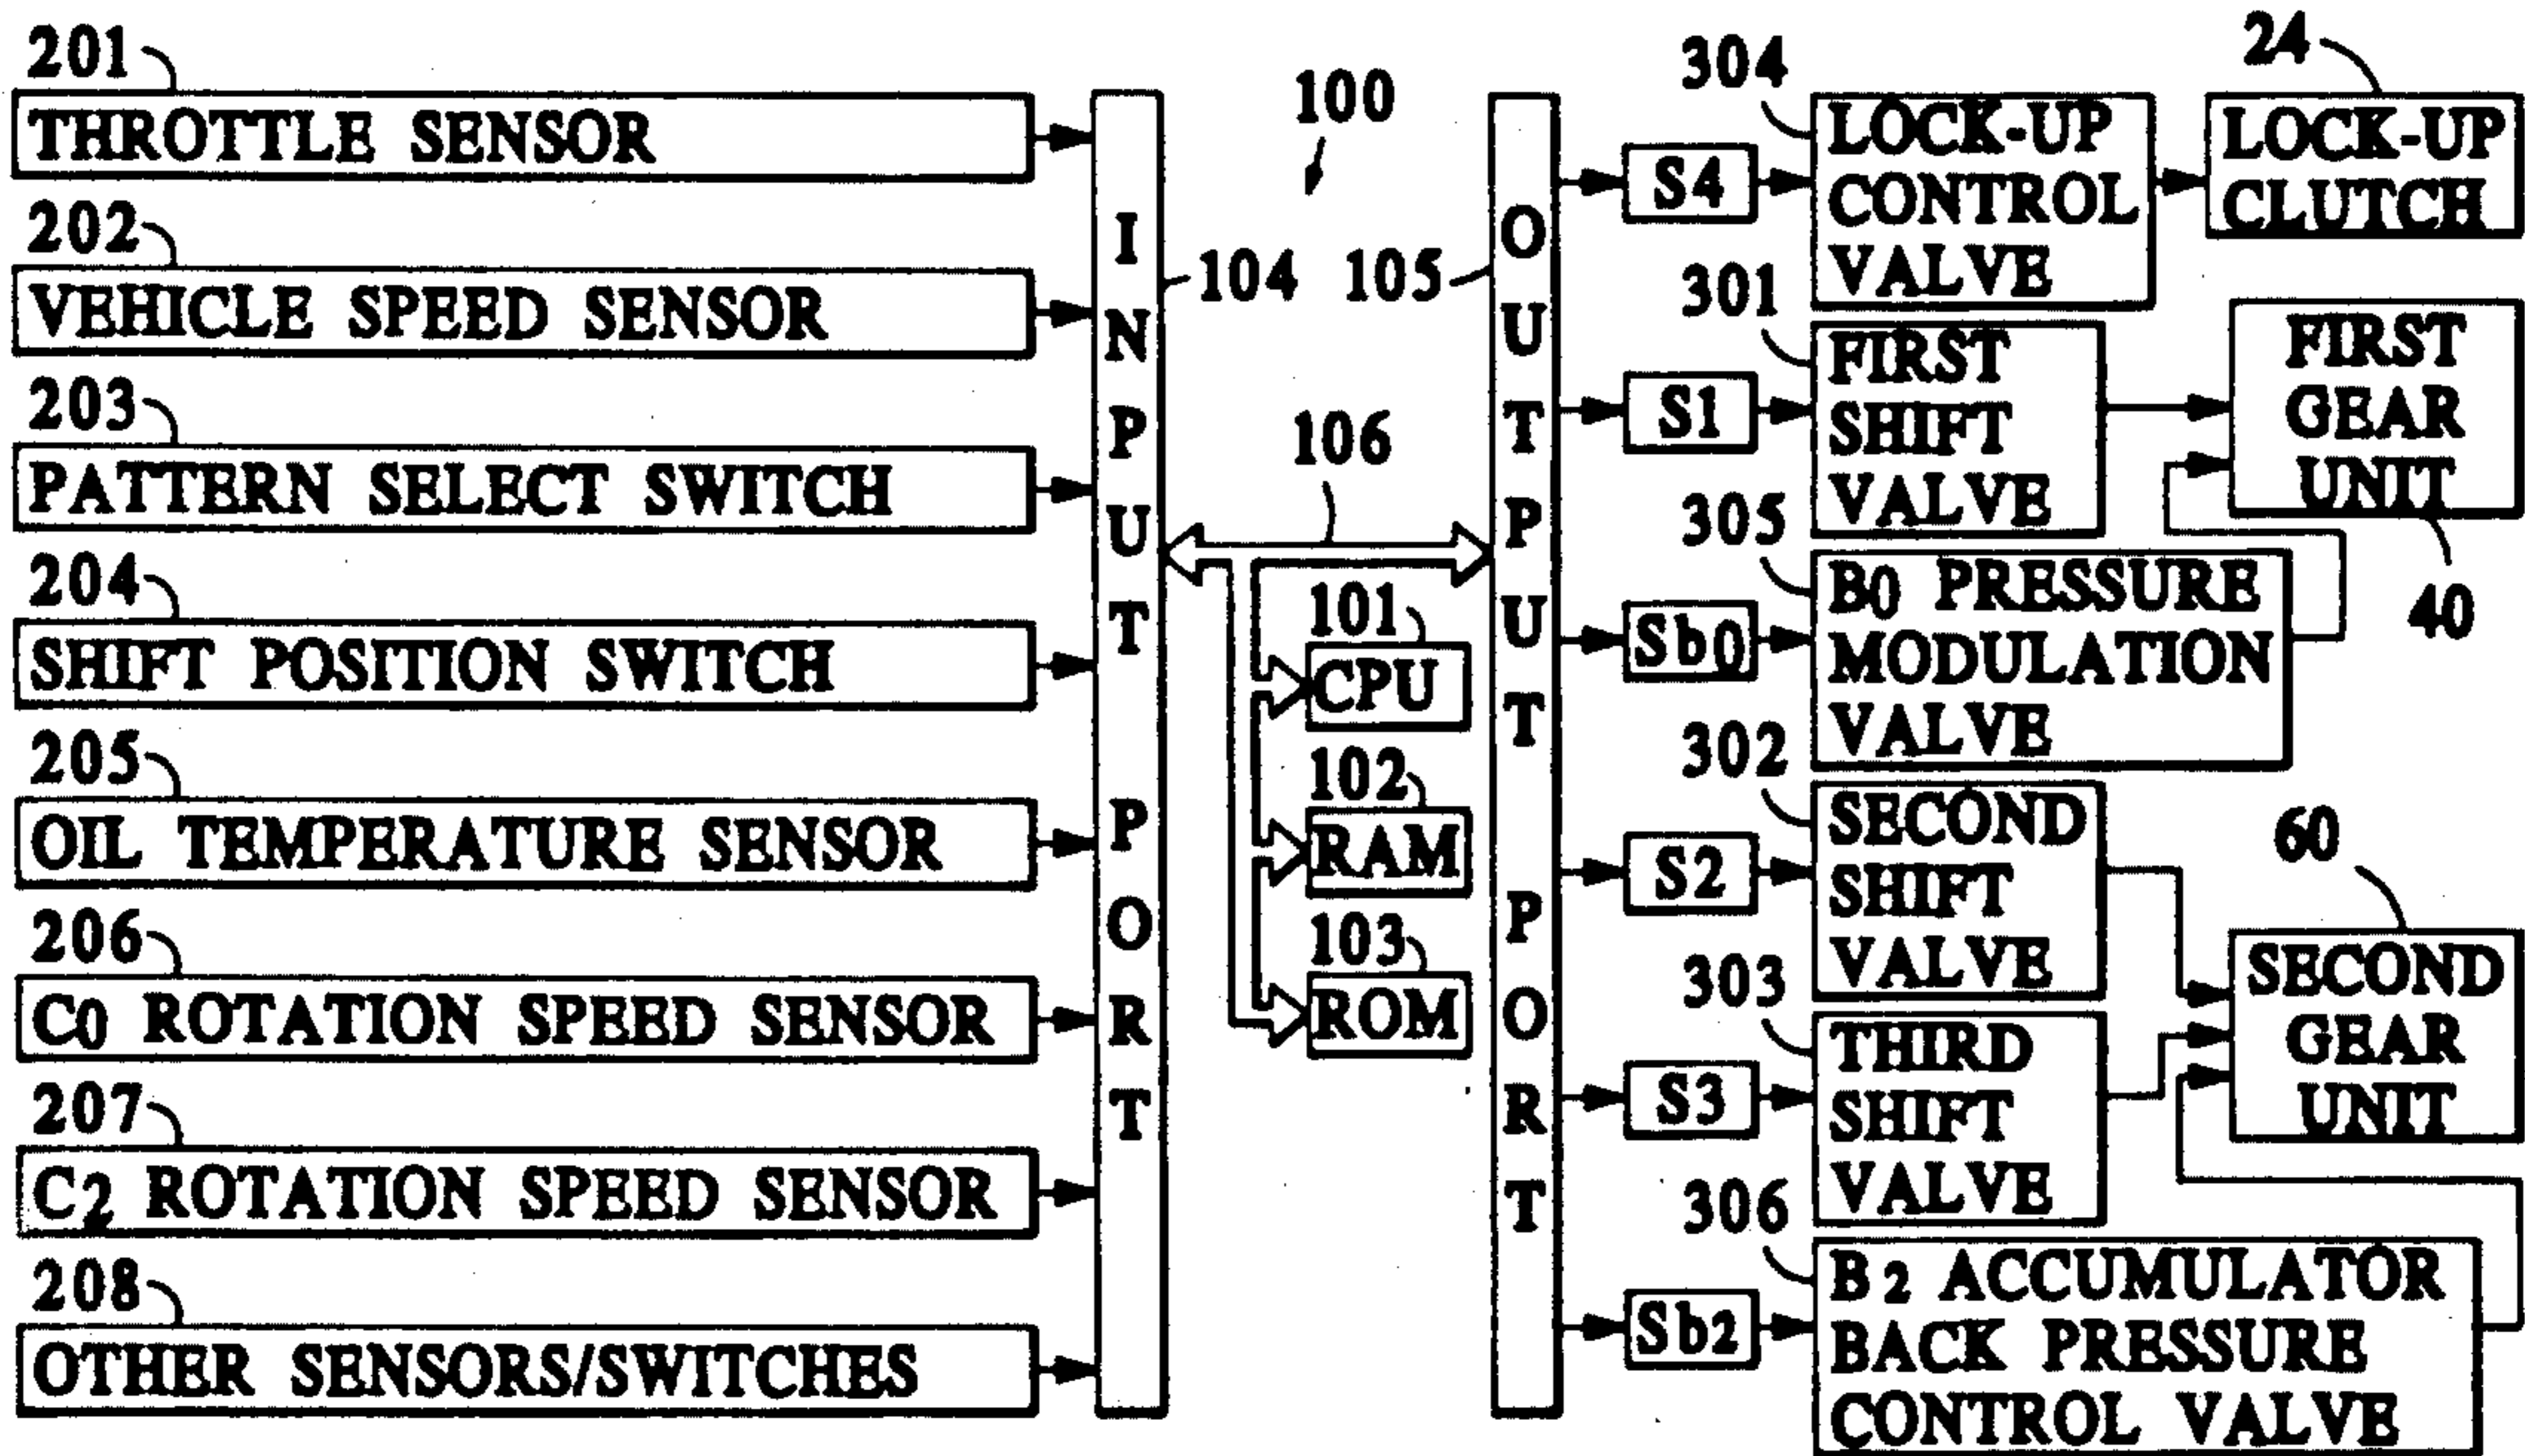 201
THROTTLE SENSOR
202
VEHICLE SPEED SENSOR
203
PATTERN SELECT SWITCH
204
SHIFT POSITION SWITCH
205
OIL TEMPERATURE SENSOR
206
C0 ROTATION SPEED SENSOR
207
C2 ROTATION SPEED SENSOR
208
OTHER SENSORS/SWITCHES
INPUT PORT
104
100
106
101
CPU
102
RAM
103
ROM
105
OUTPUT PORT
S4
S1
Sb0
S2
S3
Sb2
304
LOCK-UP
CONTROL
VALVE
301
FIRST
SHIFT
VALVE
305
B0 PRESSURE
MODULATION
VALVE
302
SECOND
SHIFT
VALVE
303
THIRD
SHIFT
VALVE
306
B2 ACCUMULATOR
BACK PRESSURE
CONTROL VALVE
24
LOCK-UP
CLUTCH
FIRST
GEAR
UNIT
40
60
SECOND
GEAR
UNIT